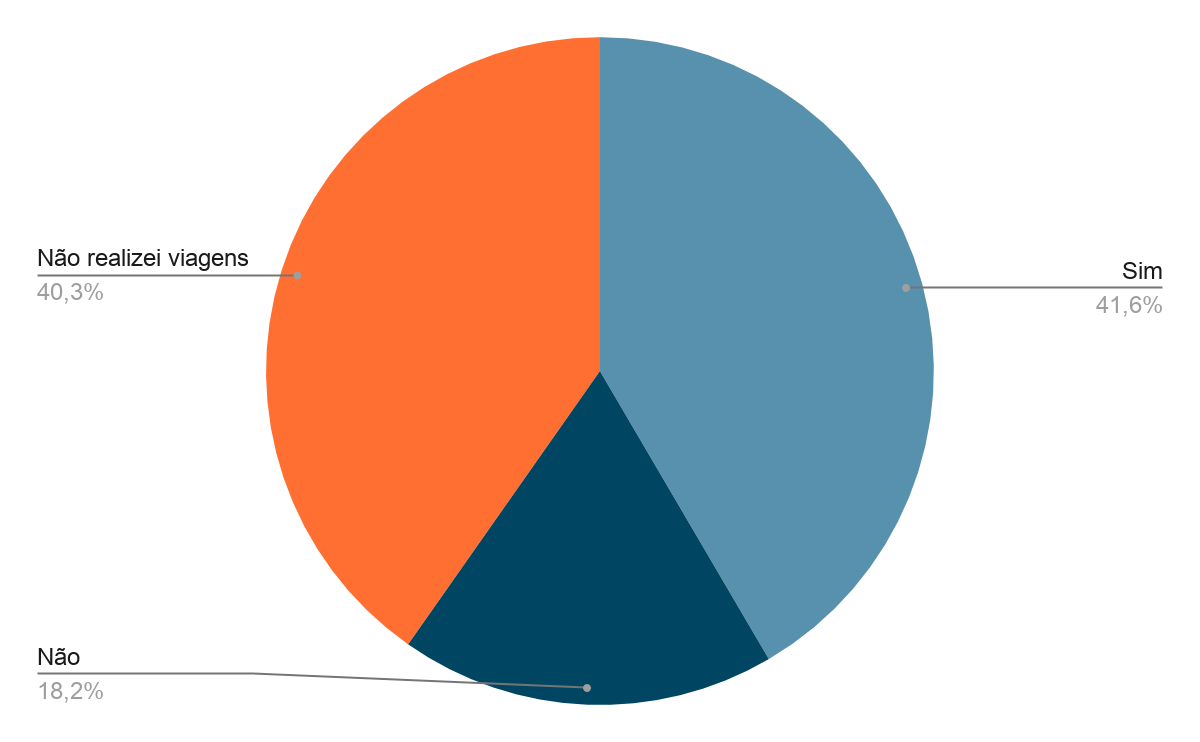 Não realizei viagens
40,3%
Sim
41,6%
Não
18,2%